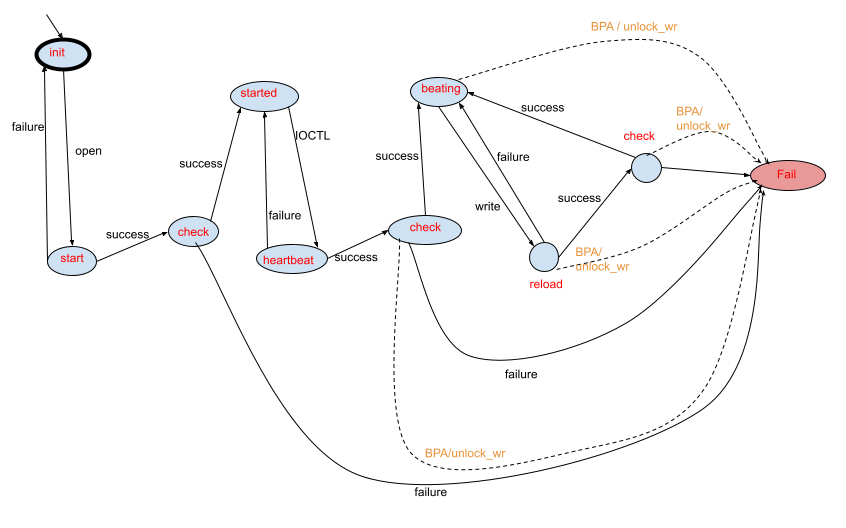 BPA / unlock_wr
init
started
beating
success
BPA/
unlock_wr
failure
open
IOCTL
check
success
success
failure
success
Fail
write
success
failure
check
check
success
start
heartbeat
success
BPA/
unlock_wr
reload
failure
BPA/unlock_wr
failure